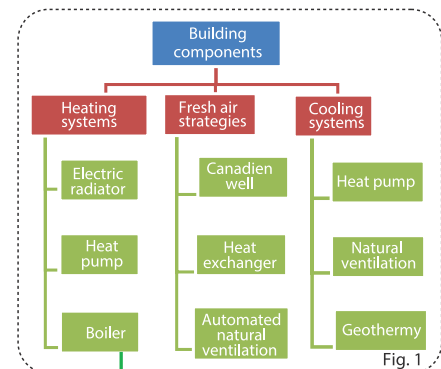 Building
components
Heating
systems
Fresh air
strategies
Cooling
systems
Electric
radiator
Canadien
well
Heat pump
Heat
pump
Heat
exchanger
Natural
ventilation
Boiler
Automated
natural
ventilation
Geothermy
Fig. 1